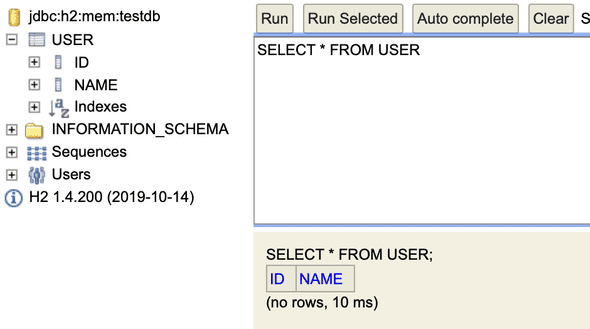 jdbc:h2:mem:testdb
USER
ID
NAME
Indexes
INFORMATION_SCHEMA
Sequences
Users
H2 1.4.200 (2019-10-14)
Run Run Selected Auto complete Clear S
SELECT * FROM USER
SELECT * FROM USER;
ID NAME
(no rows, 10 ms)